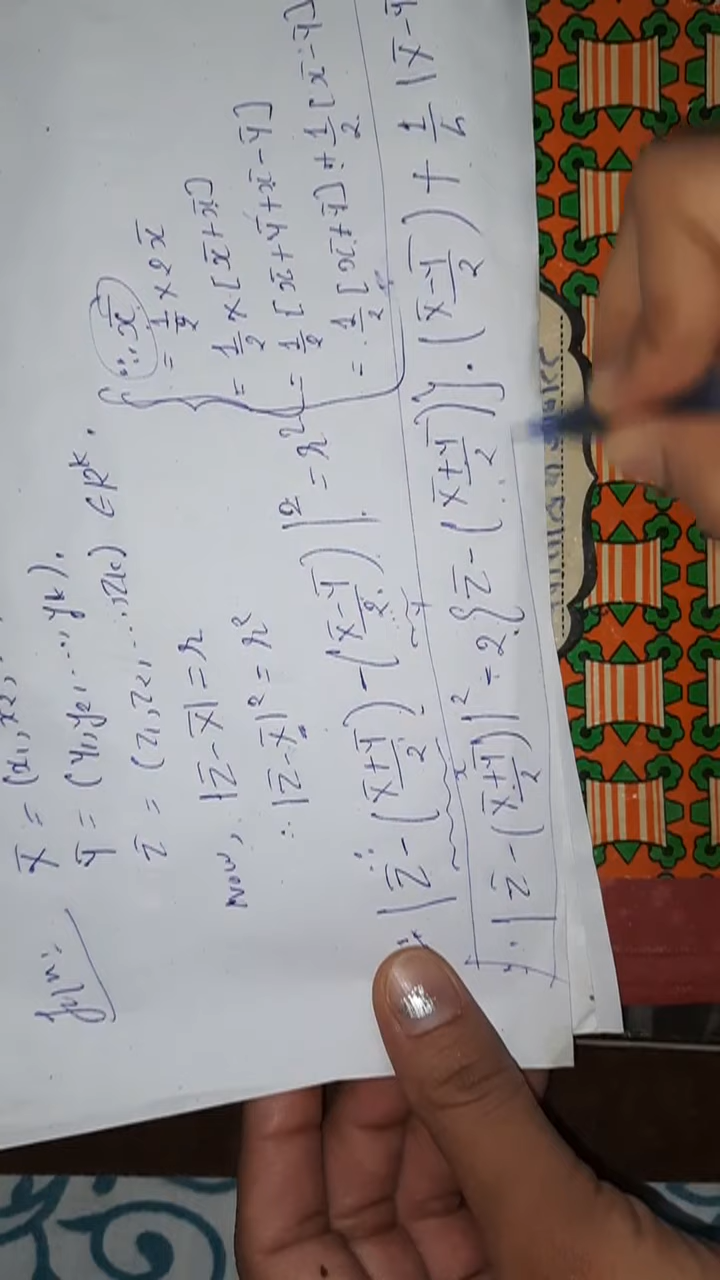 Soln:
x̄ = (x₁, x₂, .
ȳ = (y₁, y₂, ..., yₖ).
z̄ = (z₁, z₂, ..., zₖ) ∈ Rᵏ.
Now, |z̄ - x̄| = r
∴ |z̄ - x̄|² = r²
{∵ x̄
= 1/2 × 2x̄
= 1/2 × [x̄ + x̄]
= 1/2 [x̄ + ȳ + x̄ - ȳ]
= 1/2 [x̄ + ȳ] + 1/2 [x̄ - ȳ]
|z̄ - (x̄ + ȳ / 2) - (x̄ - ȳ / 2)|² = r²
|z̄ - (x̄ + ȳ / 2)|² - 2 {z̄ - (x̄ + ȳ / 2)} · (x̄ - ȳ / 2) + 1/4 |x̄ - ȳ